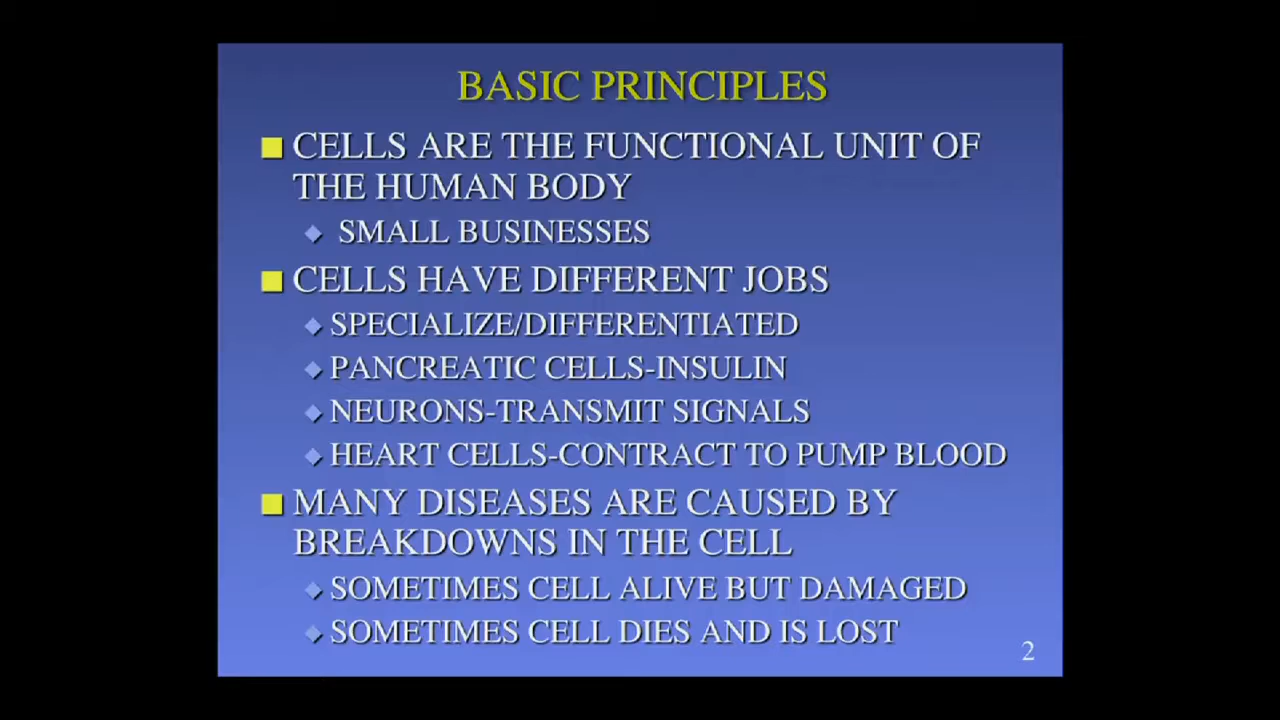 BASIC PRINCIPLES
CELLS ARE THE FUNCTIONAL UNIT OF
THE HUMAN BODY
SMALL BUSINESSES
CELLS HAVE DIFFERENT JOBS
SPECIALIZE/DIFFERENTIATED
PANCREATIC CELLS-INSULIN
NEURONS-TRANSMIT SIGNALS
HEART CELLS-CONTRACT TO PUMP BLOOD
MANY DISEASES ARE CAUSED BY
BREAKDOWNS IN THE CELL
SOMETIMES CELL ALIVE BUT DAMAGED
SOMETIMES CELL DIES AND IS LOST
2